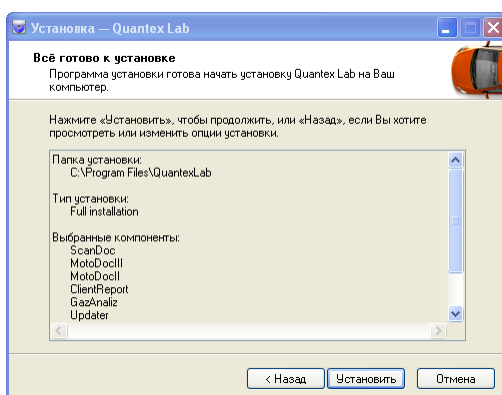 Установка — Quantex Lab
Всё готово к установке
Программа установки готова начать установку Quantex Lab на Ваш
компьютер.
Нажмите «Установить», чтобы продолжить, или «Назад», если Вы хотите
просмотреть или изменить опции установки.
Папка установки:
C:\Program Files\QuantexLab
Тип установки:
Full installation
Выбранные компоненты:
ScanDoc
MotoDocIII
MotoDocII
ClientReport
GazAnaliz
Updater
< Назад
Установить
Отмена